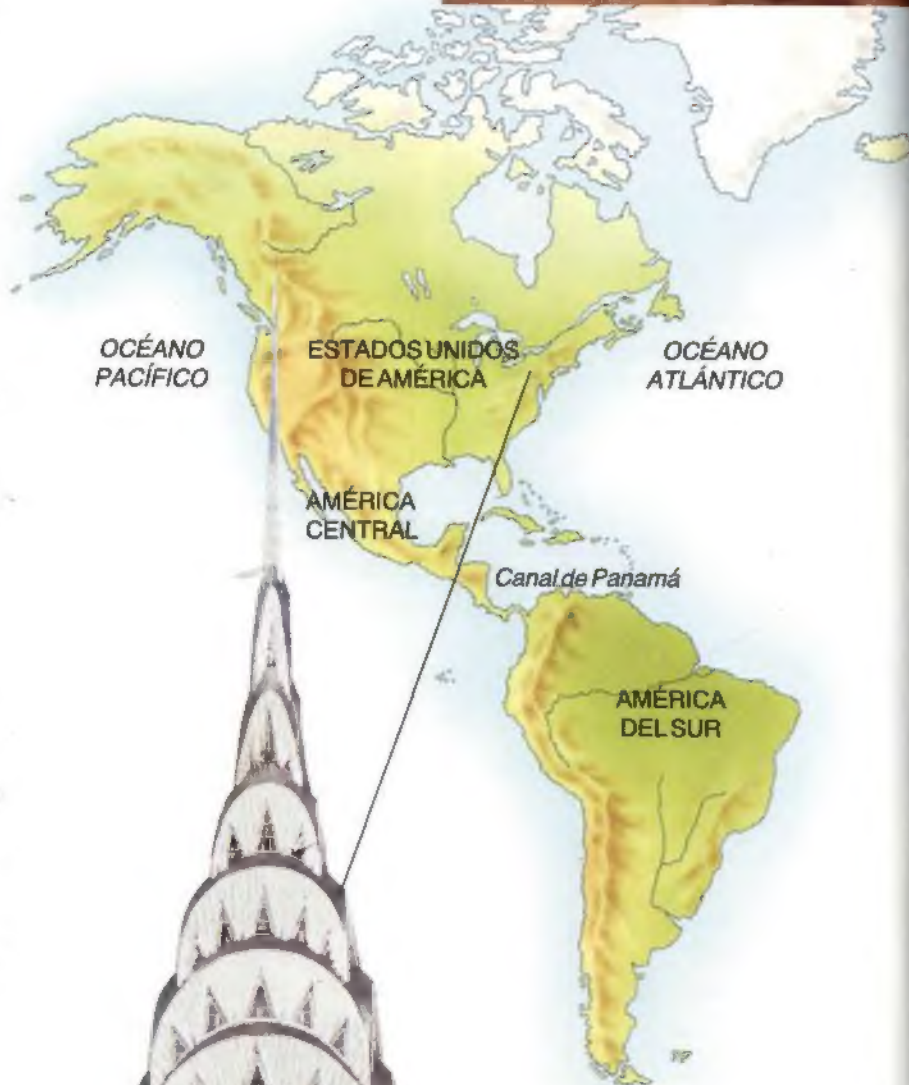 OCÉANO
PACÍFICO
ESTADOS UNIDOS
DE AMÉRICA
OCÉANO
ATLÁNTICO
AMÉRICA
CENTRAL
Canal de Panamá
AMÉRICA
DEL SUR